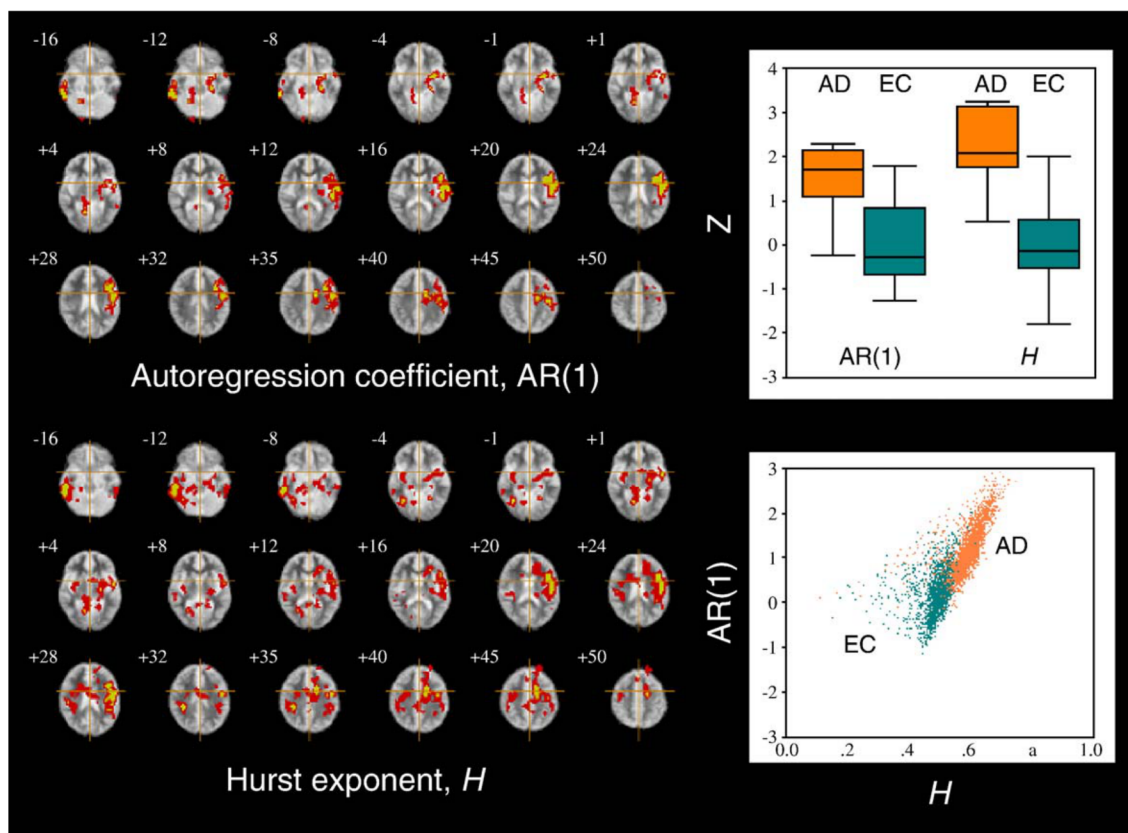 -16 -12 -8 -4 -1 +1
+4 +8 +12 +16 +20 +24
+28 +32 +35 +40 +45 +50
Autoregression coefficient, AR(1)
-16 -12 -8 -4 -1 +1
+4 +8 +12 +16 +20 +24
+28 +32 +35 +40 +45 +50
Hurst exponent, H
4
AD EC AD EC
3
2
1
Z
0
-1
-2
AR(1) H
-3
3
2
AD
1
AR(1)
0
EC
-1
-2
-3
0.0 .2 .4 .6 a 1.0
H